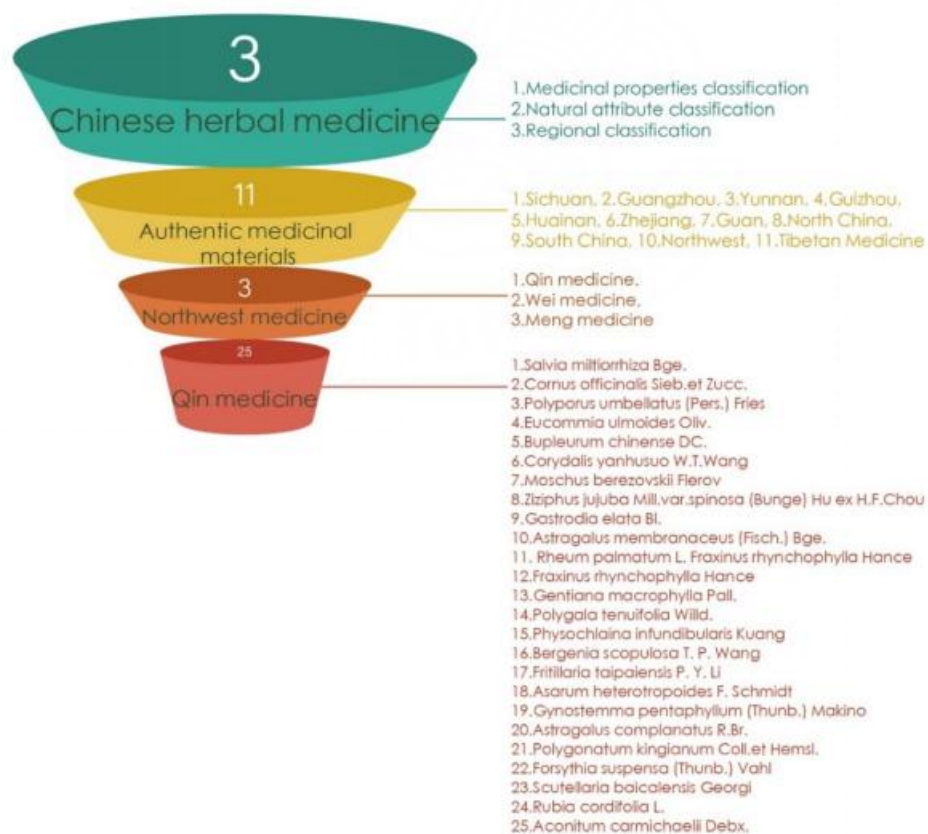 3
Chinese herbal medicine
1.Medicinal properties classification
2.Natural attribute classification
3.Regional classification
11
Authentic medicinal
materials
1.Sichuan, 2.Guangzhou, 3.Yunnan, 4.Guizhou,
5.Huainan, 6.Zhejiang, 7.Guan, 8.North China,
9.South China, 10.Northwest, 11.Tibetan Medicine
3
Northwest medicine
1.Qin medicine,
2.Wei medicine,
3.Meng medicine
25
Qin medicine
1.Salvia miltiorrhiza Bge.
2.Cornus officinalis Sieb.et Zucc.
3.Polyporus umbellatus (Pers.) Fries
4.Eucommia ulmoides Oliv.
5.Bupleurum chinense DC.
6.Corydalis yanhusuo W.T.Wang
7.Moschus berezovskii Flerov
8.Ziziphus jujuba Mill.var.spinosa (Bunge) Hu ex H.F.Chou
9.Gastrodia elata Bl.
10.Astragalus membranaceus (Fisch.) Bge.
11. Rheum palmatum L. Fraxinus rhynchophylla Hance
12.Fraxinus rhynchophylla Hance
13.Gentiana macrophylla Pall.
14.Polygala tenuifolia Willd.
15.Physochlaina infundibularis Kuang
16.Bergenia scopulosa T. P. Wang
17.Fritillaria taipaiensis P. Y. Li
18.Asarum heterotropoides F. Schmidt
19.Gynostemma pentaphyllum (Thunb.) Makino
20.Astragalus complanatus R.Br.
21.Polygonatum kingianum Coll.et Hemsl.
22.Forsythia suspensa (Thunb.) Vahl
23.Scutellaria baicalensis Georgi
24.Rubia cordifolia L.
25.Aconitum carmichaelii Debx.